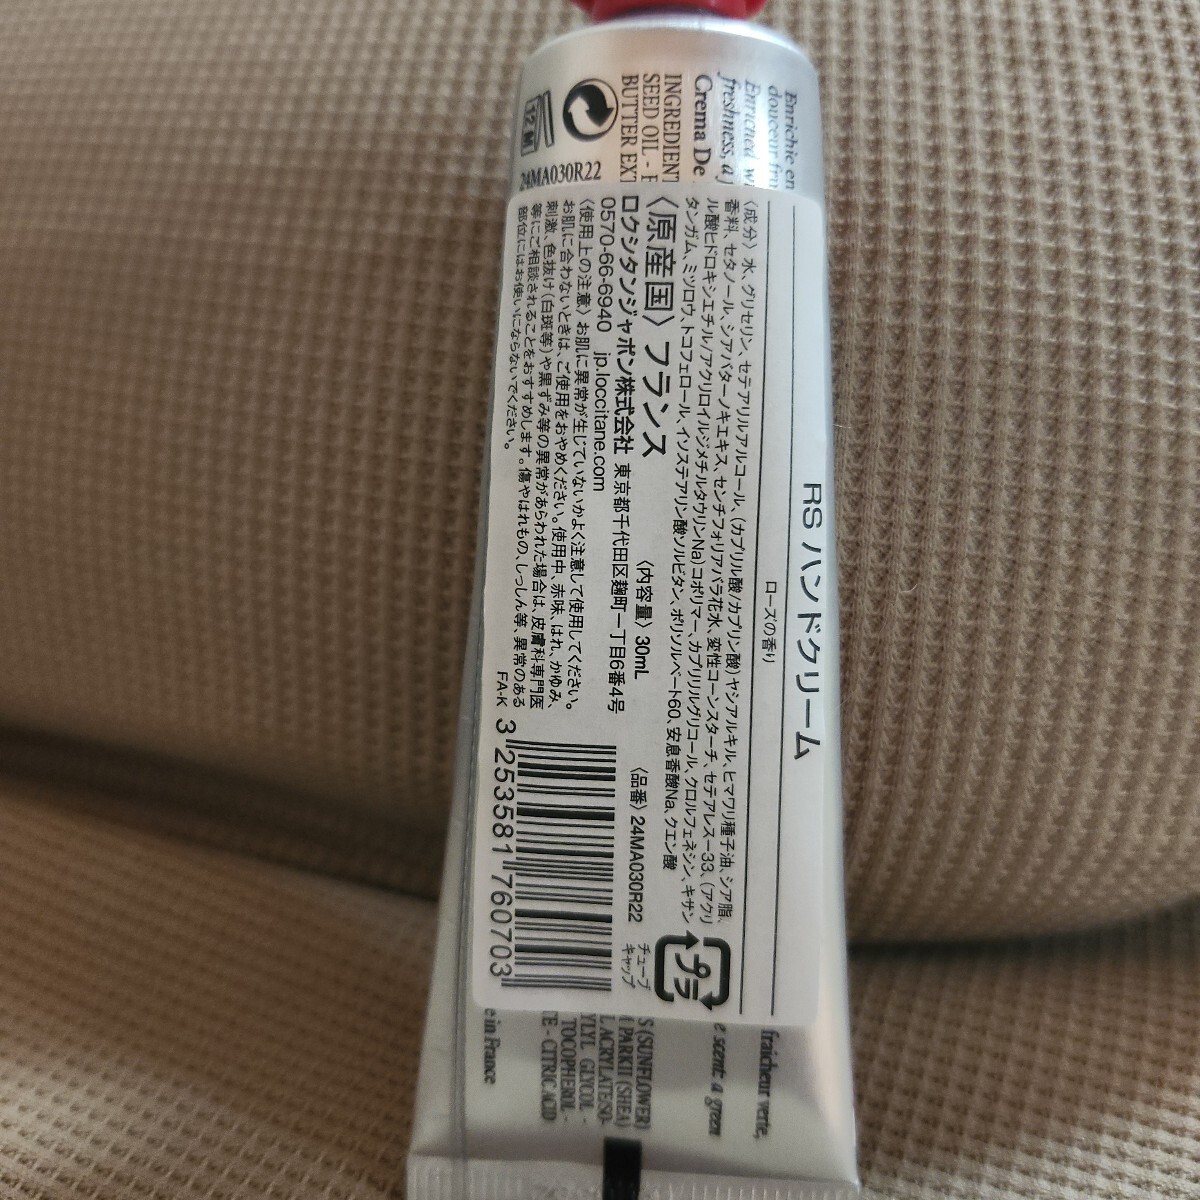 RS ハンドクリーム
ローズの香り
〈成分〉水、グリセリン、セテアリルアルコール、(カプリル酸/カプリン酸)ヤシアルキル、ヒマワリ種子油、シア脂、
香料、セタノール、シアバターノキエキス、センチフォリアバラ花水、変性コーンスターチ、セテアレス-33、(アクリ
ル酸ヒドロキシエチル/アクリロイルジメチルタウリンNa)コポリマー、カプリリルグリコール、クロルフェネシン、キサン
タンガム、ミツロウ、トコフェロール、イソステアリン酸ソルビタン、ポリソルベート60、安息香酸Na、クエン酸
〈原産国〉フランス 〈内容量〉30mL 〈品番〉24MA030R22
ロクシタンジャポン株式会社 東京都千代田区麹町一丁目6番4号
0570-66-6940 jp.loccitane.com
〈使用上の注意〉お肌に異常が生じていないかよく注意して使用してください。
お肌に合わないときは、ご使用をおやめください。使用中、赤味、はれ、かゆみ、
刺激、色抜け(白斑等)や黒ずみ等の異常があらわれた場合は、皮膚科専門医
等にご相談されることをおすすめします。傷やはれもの、しっしん等、異常のある
部位にはお使いにならないでください。
FA-K
3 253581 760703
プラ
チューブ
キャップ
Enrichie en
douceur
Enriched
freshness, a
Crema De
INGREDIENT
SEED OIL -
BUTTER EXT
12 M
24MA030R22
fraîcheur verte,
e scent: a green
S (SUNFLOWER)
PARKII (SHEA)
L ACRYLATE/SO-
YLYL GLYCOL -
TOCOPHEROL -
TE - CITRIC ACID
e in France